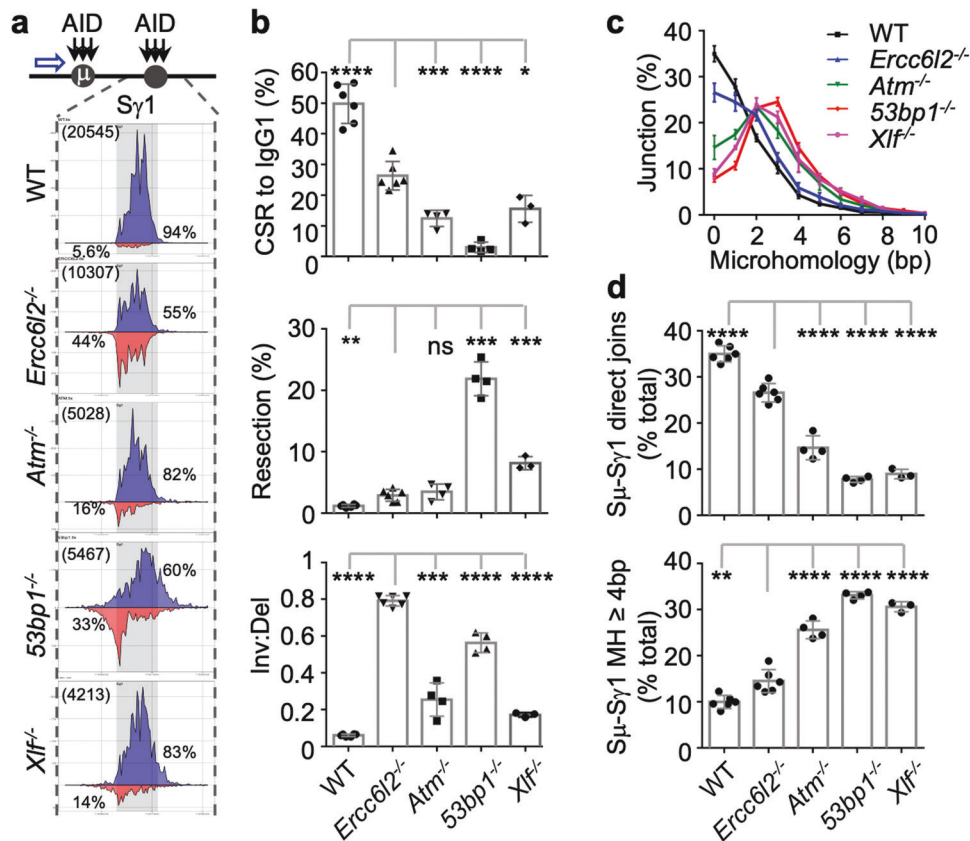 a
AID AID
μ
Sγ1
WT
(20545)
94%
5.6%
Ercc6l2-/-
(10307)
55%
44%
Atm-/-
(5028)
82%
16%
53bp1-/-
(5467)
60%
33%
Xlf-/-
(4213)
83%
14%
b
CSR to IgG1 (%)
60
50
40
30
20
10
0
**** *** **** *
Resection (%)
30
20
10
0
** ns *** ***
Inv:Del
1
0.8
0.6
0.4
0.2
0
**** *** **** ****
WT Ercc6l2-/- Atm-/- 53bp1-/- Xlf-/-
c
Junction (%)
40
30
20
10
0
0 2 4 6 8 10
Microhomology (bp)
WT
Ercc6l2-/-
Atm-/-
53bp1-/-
Xlf-/-
d
Sμ-Sγ1 direct joins
(% total)
40
30
20
10
0
**** **** **** ****
Sμ-Sγ1 MH ≥ 4bp
(% total)
40
30
20
10
0
** **** **** ****
WT Ercc6l2-/- Atm-/- 53bp1-/- Xlf-/-